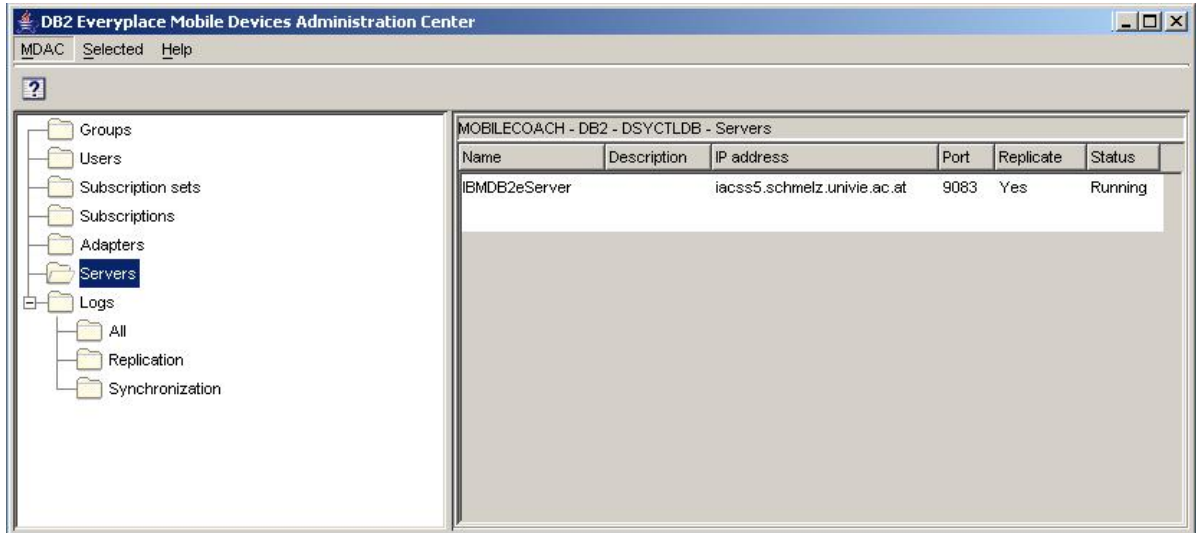 DB2 Everyplace Mobile Devices Administration Center
MDAC Selected Help
?
Groups
Users
Subscription sets
Subscriptions
Adapters
Servers
Logs
All
Replication
Synchronization
MOBILECOACH - DB2 - DSYCTLDB - Servers
Name Description IP address Port Replicate Status
IBMDB2eServer iacss5.schmelz.univie.ac.at 9083 Yes Running